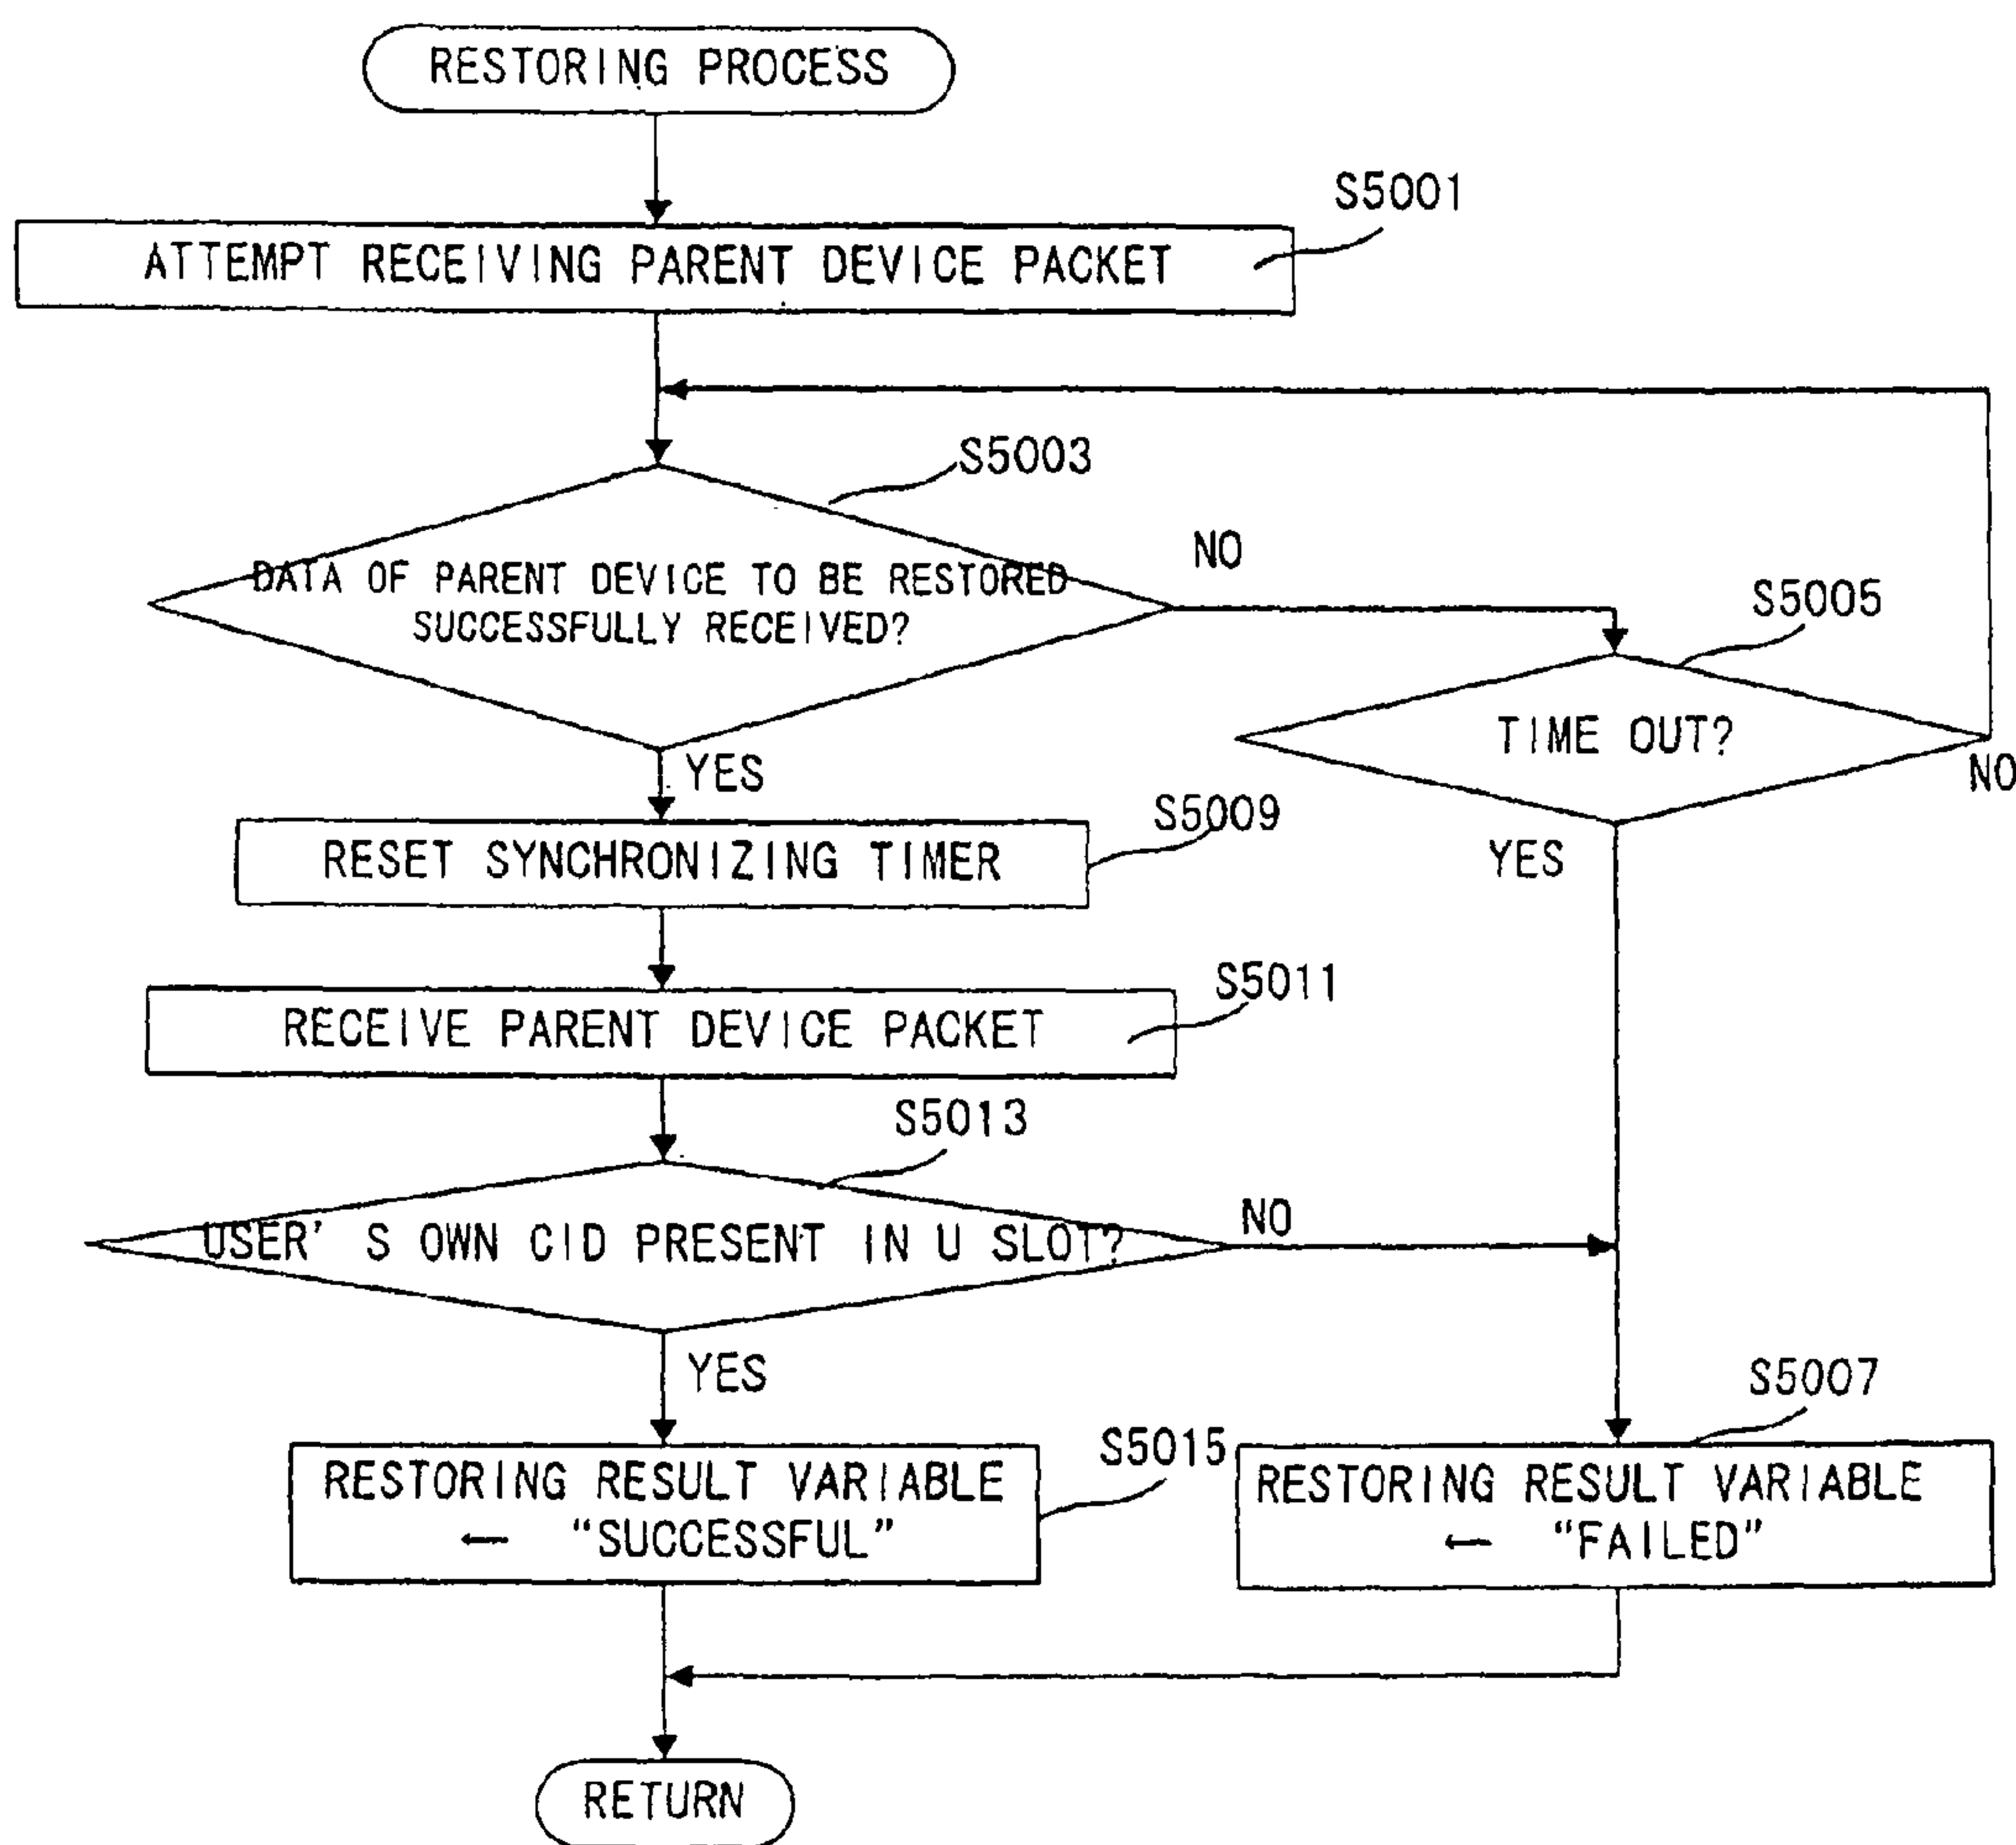 RESTORING PROCESS
S5001
ATTEMPT RECEIVING PARENT DEVICE PACKET
S5003
NO
DATA OF PARENT DEVICE TO BE RESTORED
SUCCESSFULLY RECEIVED?
S5005
TIME OUT?
NO
YES
S5009
RESET SYNCHRONIZING TIMER
YES
S5011
RECEIVE PARENT DEVICE PACKET
S5013
NO
USER' S OWN CID PRESENT IN U SLOT?
YES
S5007
S5015
RESTORING RESULT VARIABLE
← "SUCCESSFUL"
RESTORING RESULT VARIABLE
← "FAILED"
RETURN